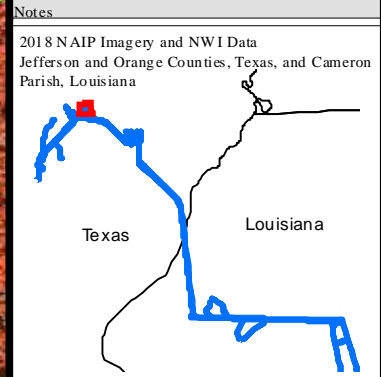 Notes
2018 NAIP Imagery and NWI Data
Jefferson and Orange Counties, Texas, and Cameron
Parish, Louisiana
Texas
Louisiana